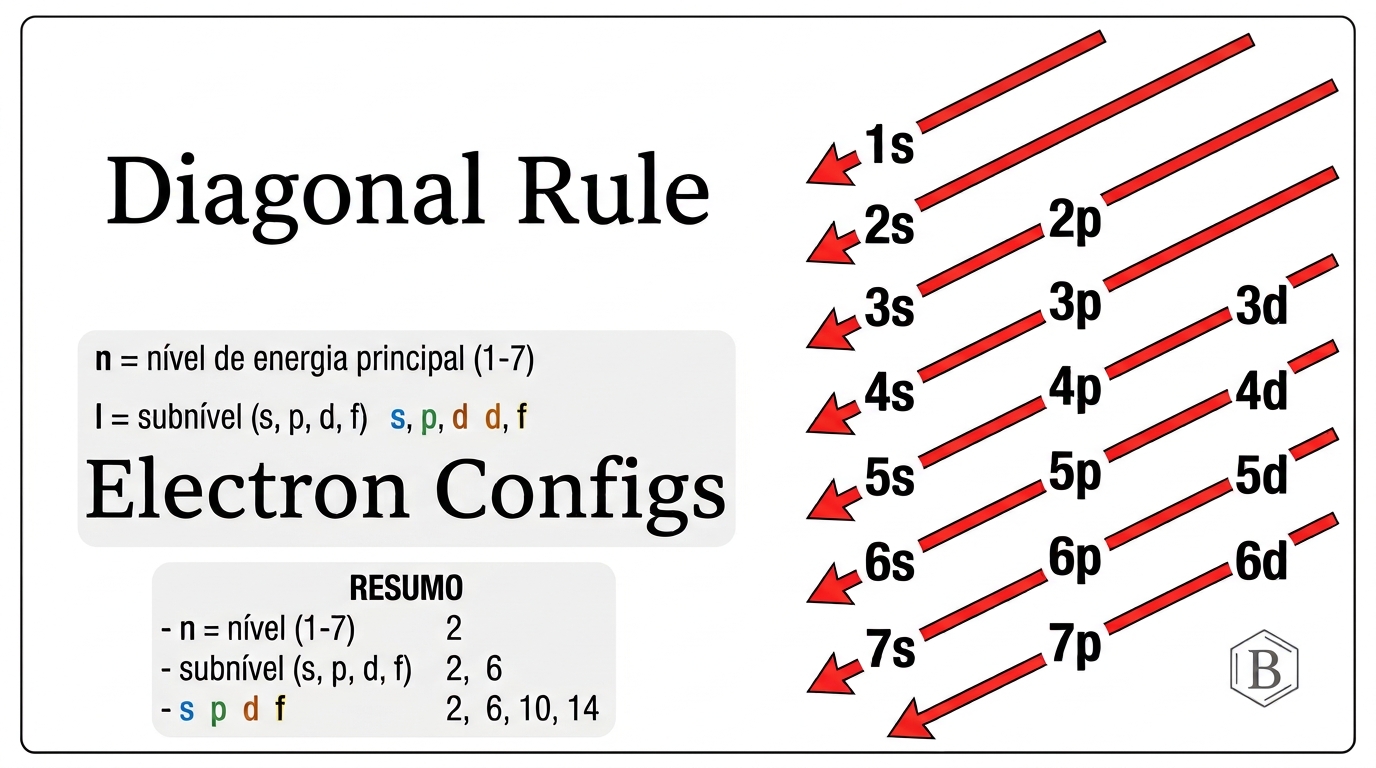 Diagonal Rule
n = nível de energia principal (1-7)
l = subnível (s, p, d, f) s, p, d d, f
Electron Configs
RESUMO
- n = nível (1-7) 2
- subnível (s, p, d, f) 2, 6
- s p d f 2, 6, 10, 14
1s
2s 2p
3s 3p 3d
4s 4p 4d
5s 5p 5d
6s 6p 6d
7s 7p
B